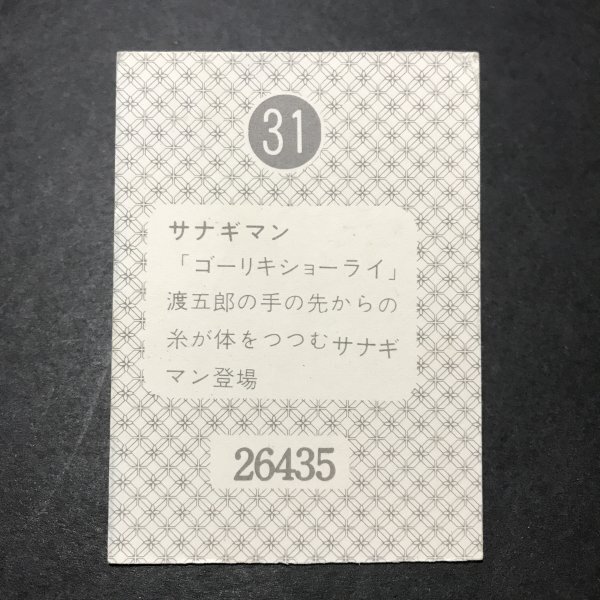 31
サナギマン
「ゴーリキショーライ」
渡五郎の手の先からの
糸が体をつつむサナギ
マン登場
26435